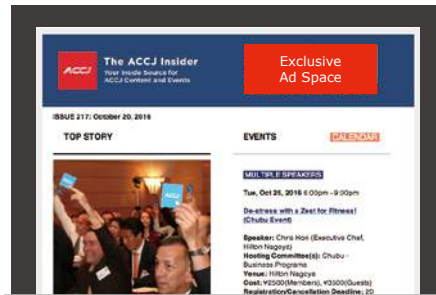 ACCJ
The ACCJ Insider
Your Inside Source for
ACCJ Content and Events
Exclusive
Ad Space
ISSUE 217: October 20, 2016
TOP STORY
EVENTS
CALENDAR
MULTIPLE SPEAKERS
Tue, Oct 25, 2016 6:00pm - 9:00pm
De-stress with a Zest for Fitness!
(Chubu Event)
Speaker: Chris Hori (Executive Chef,
Hilton Nagoya)
Hosting Committee(s): Chubu -
Business Programs
Venue: Hilton Nagoya
Cost: ¥2500(Members), ¥3500(Guests)
Registration/Cancellation Deadline: 20